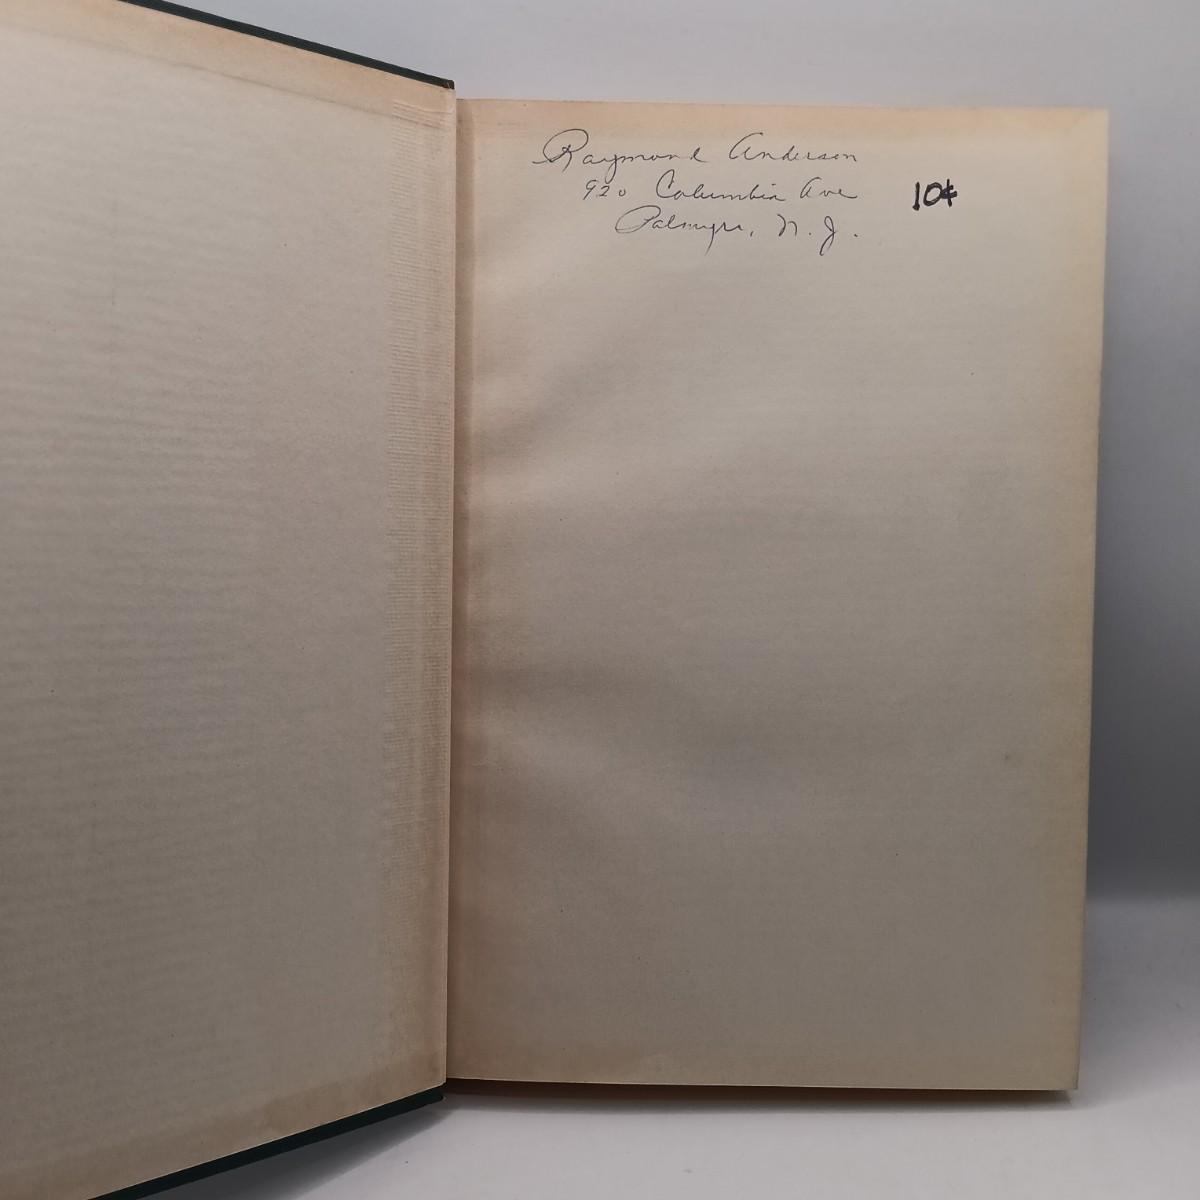 Raymond Anderson
920 Columbia Ave
Palmyra, N.J.
10¢